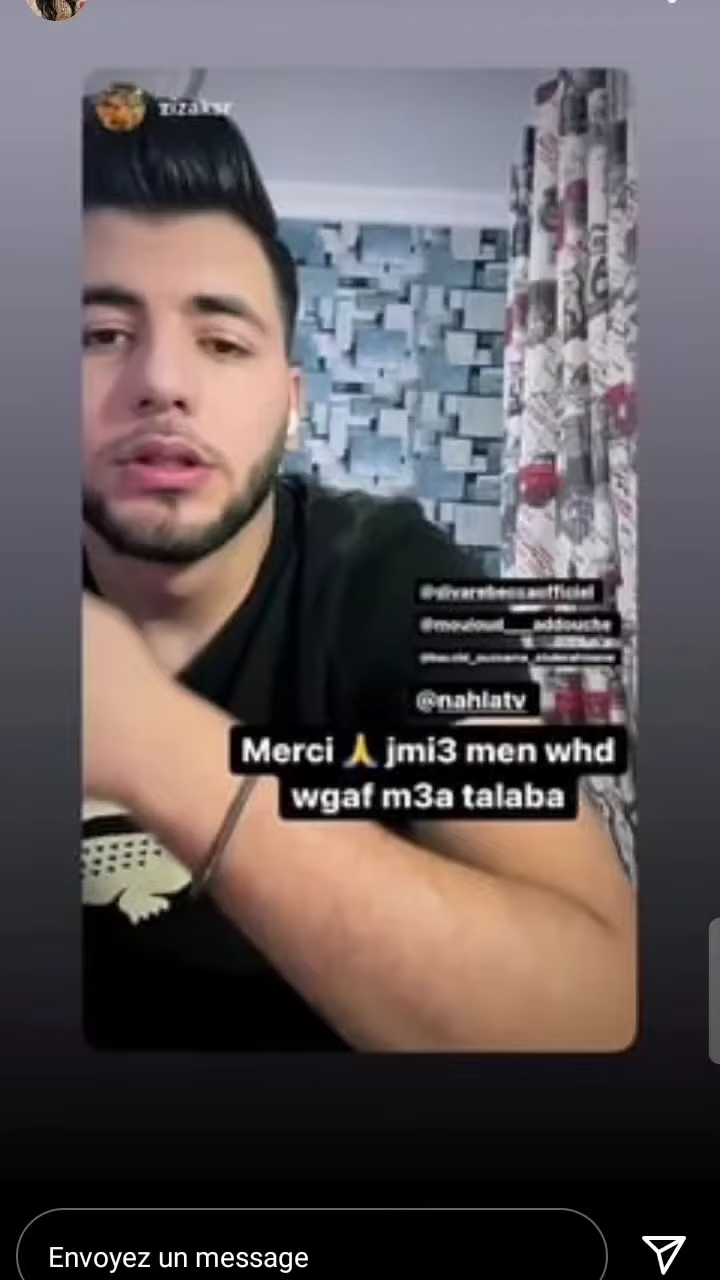 zizaksr
@divarebeccaofficiel
@mouloud___addouche
@nahlatv
Merci 🙏 jmi3 men whd
wgaf m3a talaba
Envoyez un message